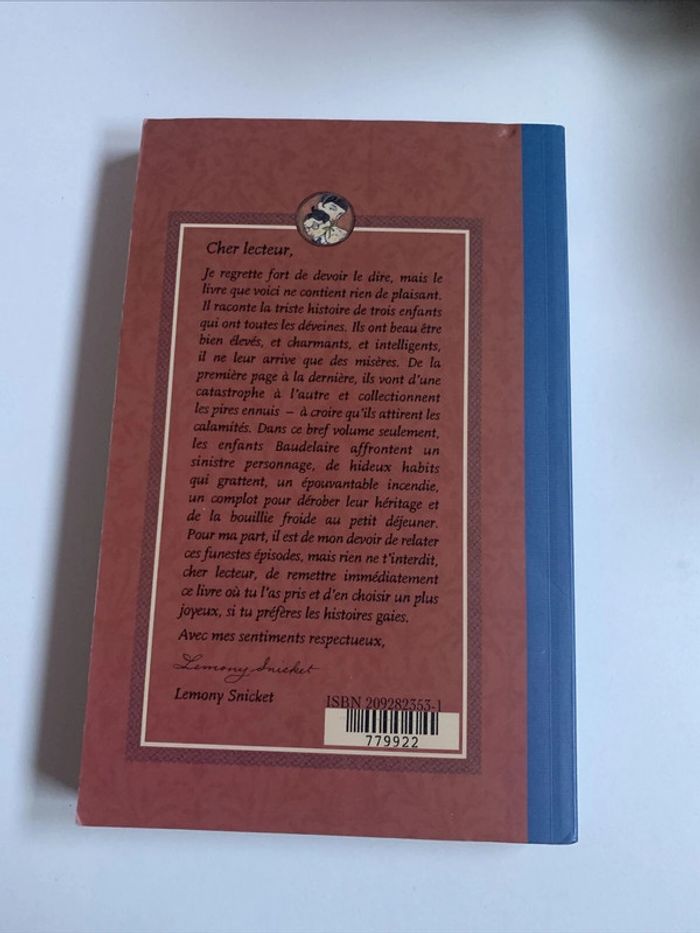 Cher lecteur,
Je regrette fort de devoir le dire, mais le
livre que voici ne contient rien de plaisant.
Il raconte la triste histoire de trois enfants
qui ont toutes les déveines. Ils ont beau être
bien élevés, et charmants, et intelligents,
il ne leur arrive que des misères. De la
première page à la dernière, ils vont d'une
catastrophe à l'autre et collectionnent
les pires ennuis – à croire qu'ils attirent les
calamités. Dans ce bref volume seulement,
les enfants Baudelaire affrontent un
sinistre personnage, de hideux habits
qui grattent, un épouvantable incendie,
un complot pour dérober leur héritage et
de la bouillie froide au petit déjeuner.
Pour ma part, il est de mon devoir de relater
ces funestes épisodes, mais rien ne t'interdit,
cher lecteur, de remettre immédiatement
ce livre où tu l'as pris et d'en choisir un plus
joyeux, si tu préfères les histoires gaies.
Avec mes sentiments respectueux,
Lemony Snicket
Lemony Snicket
ISBN 209282353-1
779922